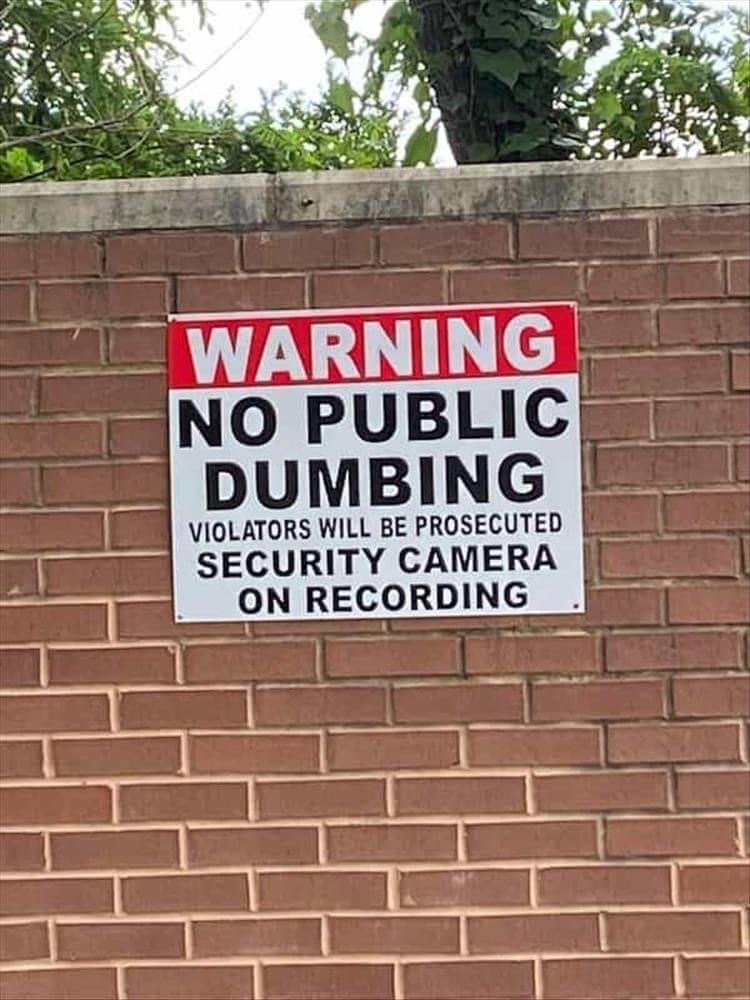 WARNING
NO PUBLIC
DUMBING
VIOLATORS WILL BE PROSECUTED
SECURITY CAMERA
ON RECORDING